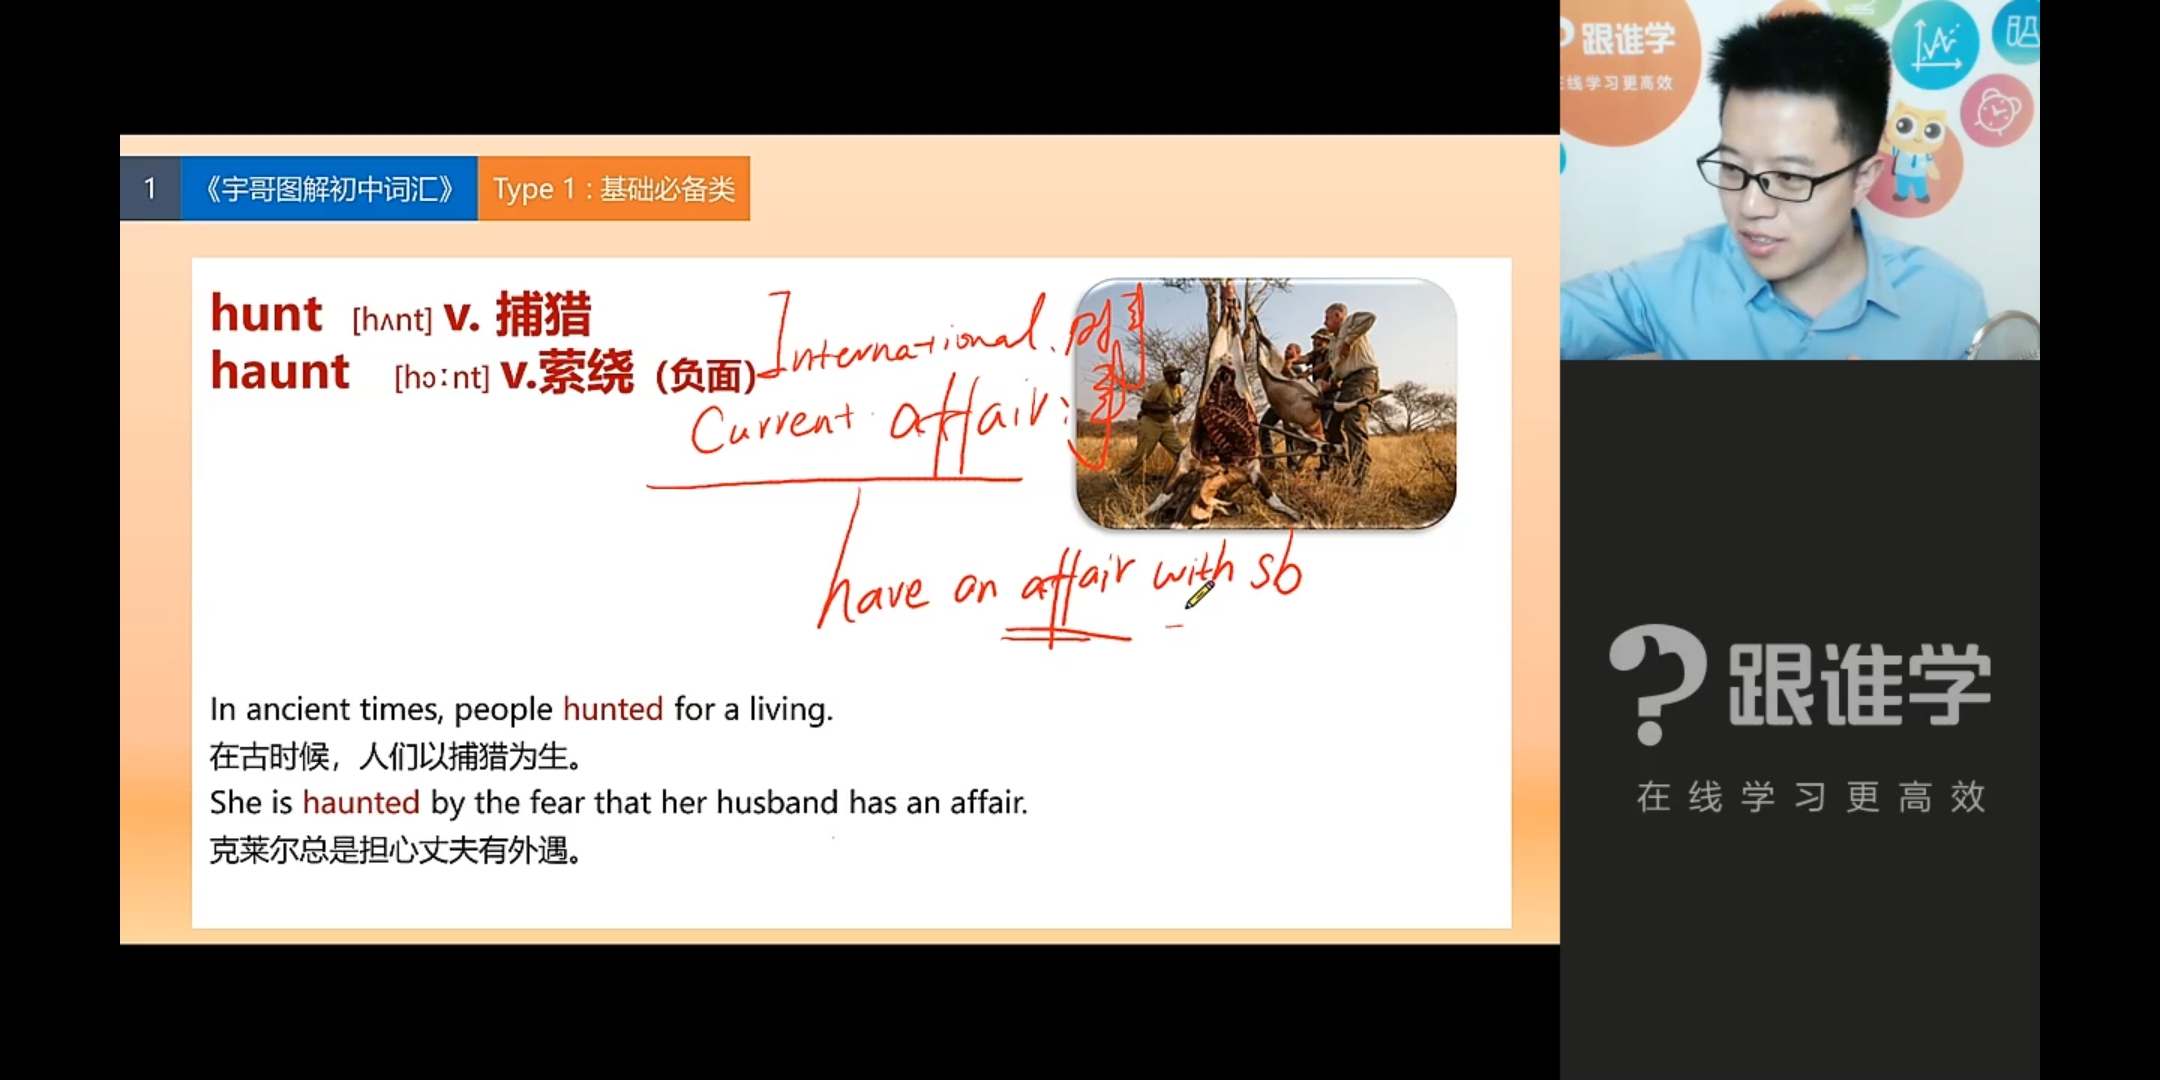 1 《宇哥图解初中词汇》 Type 1 : 基础必备类
hunt [hʌnt] v. 捕猎
haunt [hɔːnt] v.萦绕（负面）
International.
Current affair:
have an affair with sb
In ancient times, people hunted for a living.
在古时候，人们以捕猎为生。
She is haunted by the fear that her husband has an affair.
克莱尔总是担心丈夫有外遇。
跟谁学
在线学习更高效
跟谁学
在线学习更高效